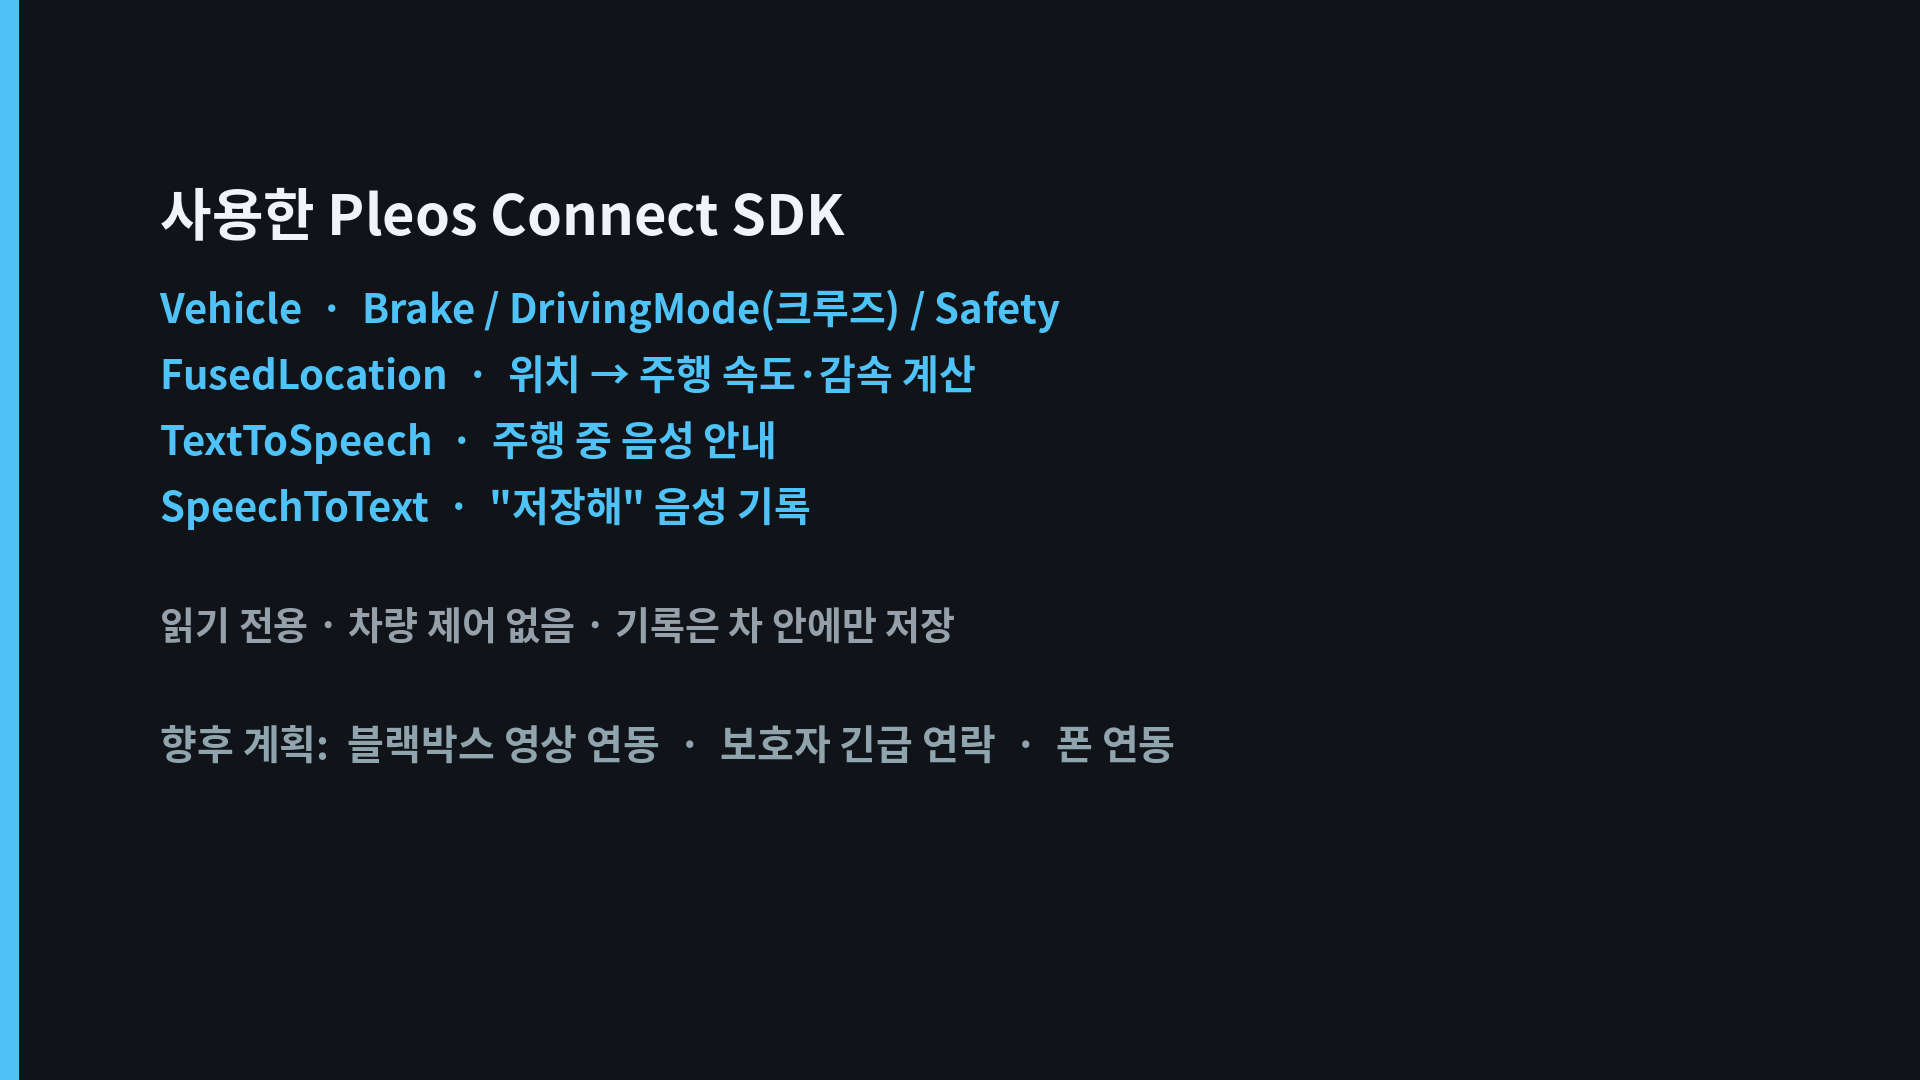 사용한 Pleos Connect SDK
Vehicle · Brake / DrivingMode(크루즈) / Safety
FusedLocation · 위치 → 주행 속도·감속 계산
TextToSpeech · 주행 중 음성 안내
SpeechToText · "저장해" 음성 기록
읽기 전용 · 차량 제어 없음 · 기록은 차 안에만 저장
향후 계획: 블랙박스 영상 연동 · 보호자 긴급 연락 · 폰 연동